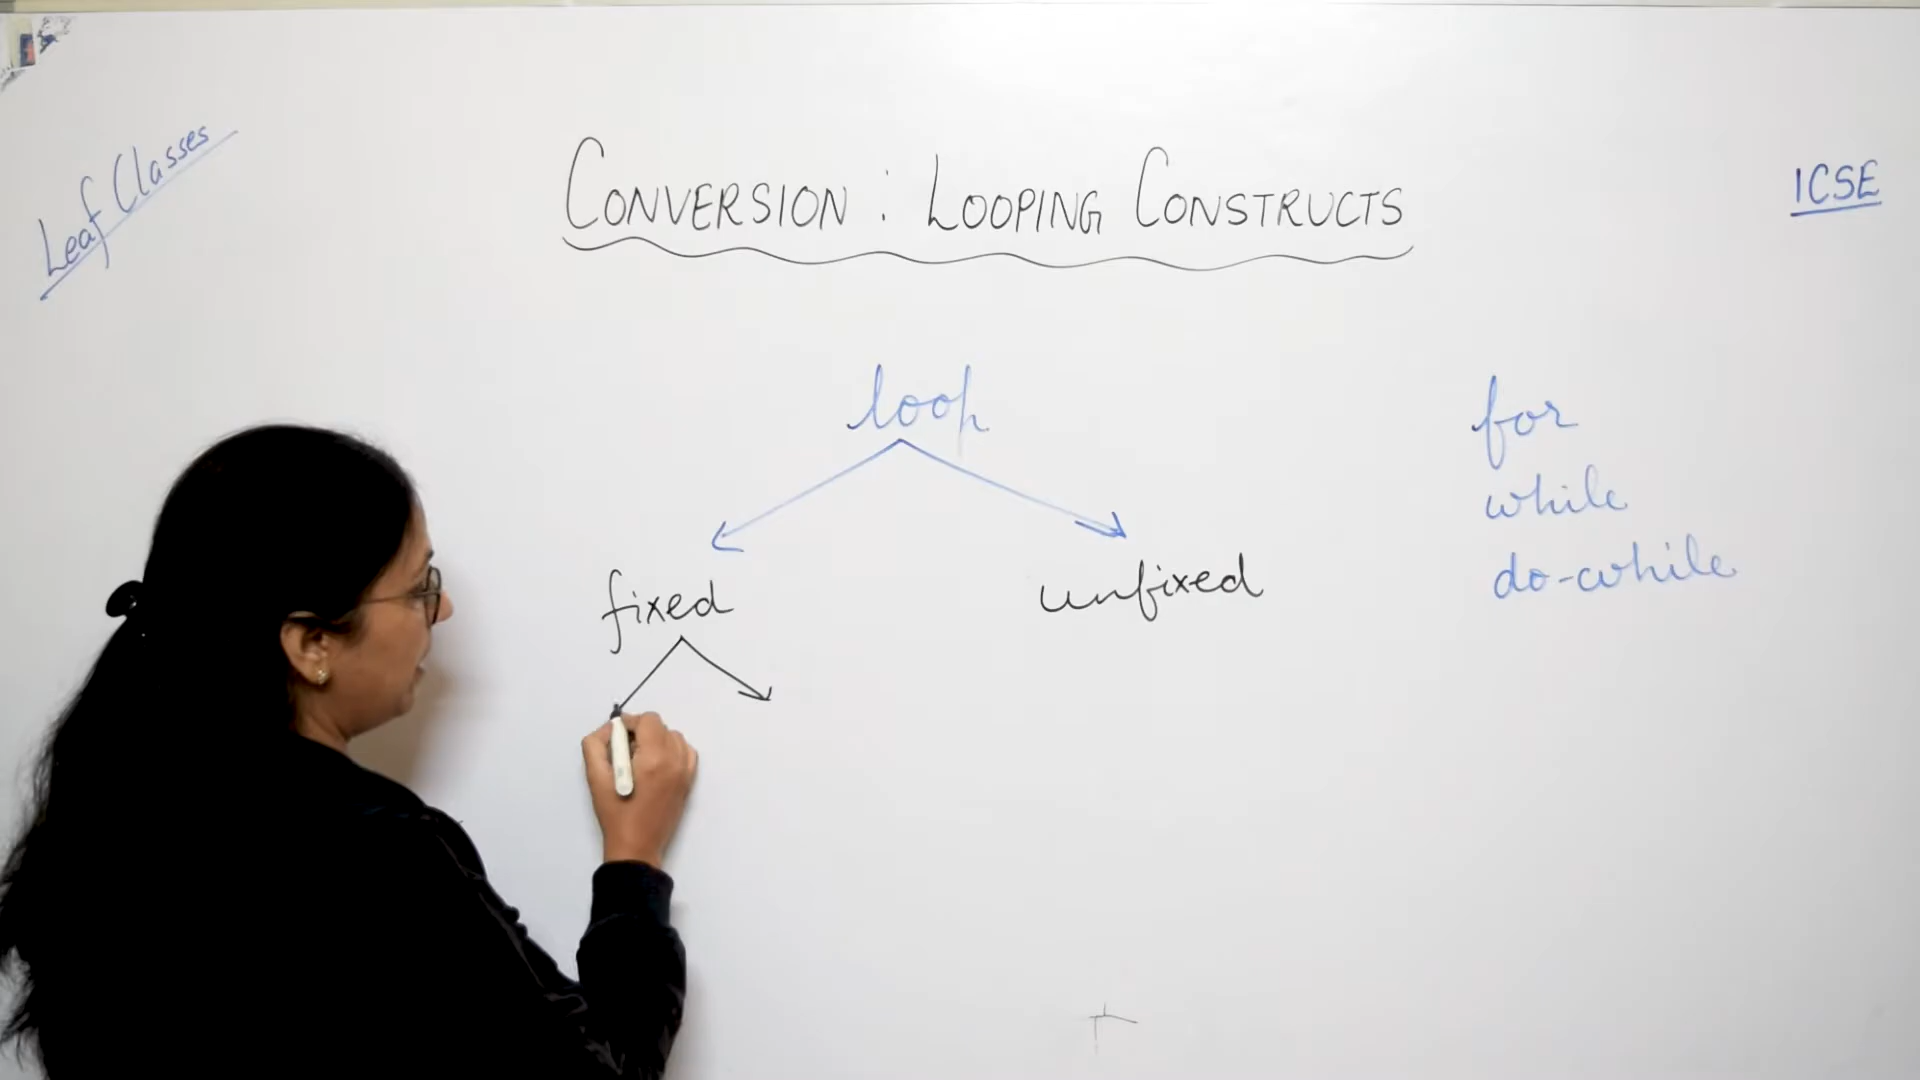 Leaf Classes
CONVERSION : LOOPING CONSTRUCTS
ICSE
loop
for
while
do-while
fixed
unfixed